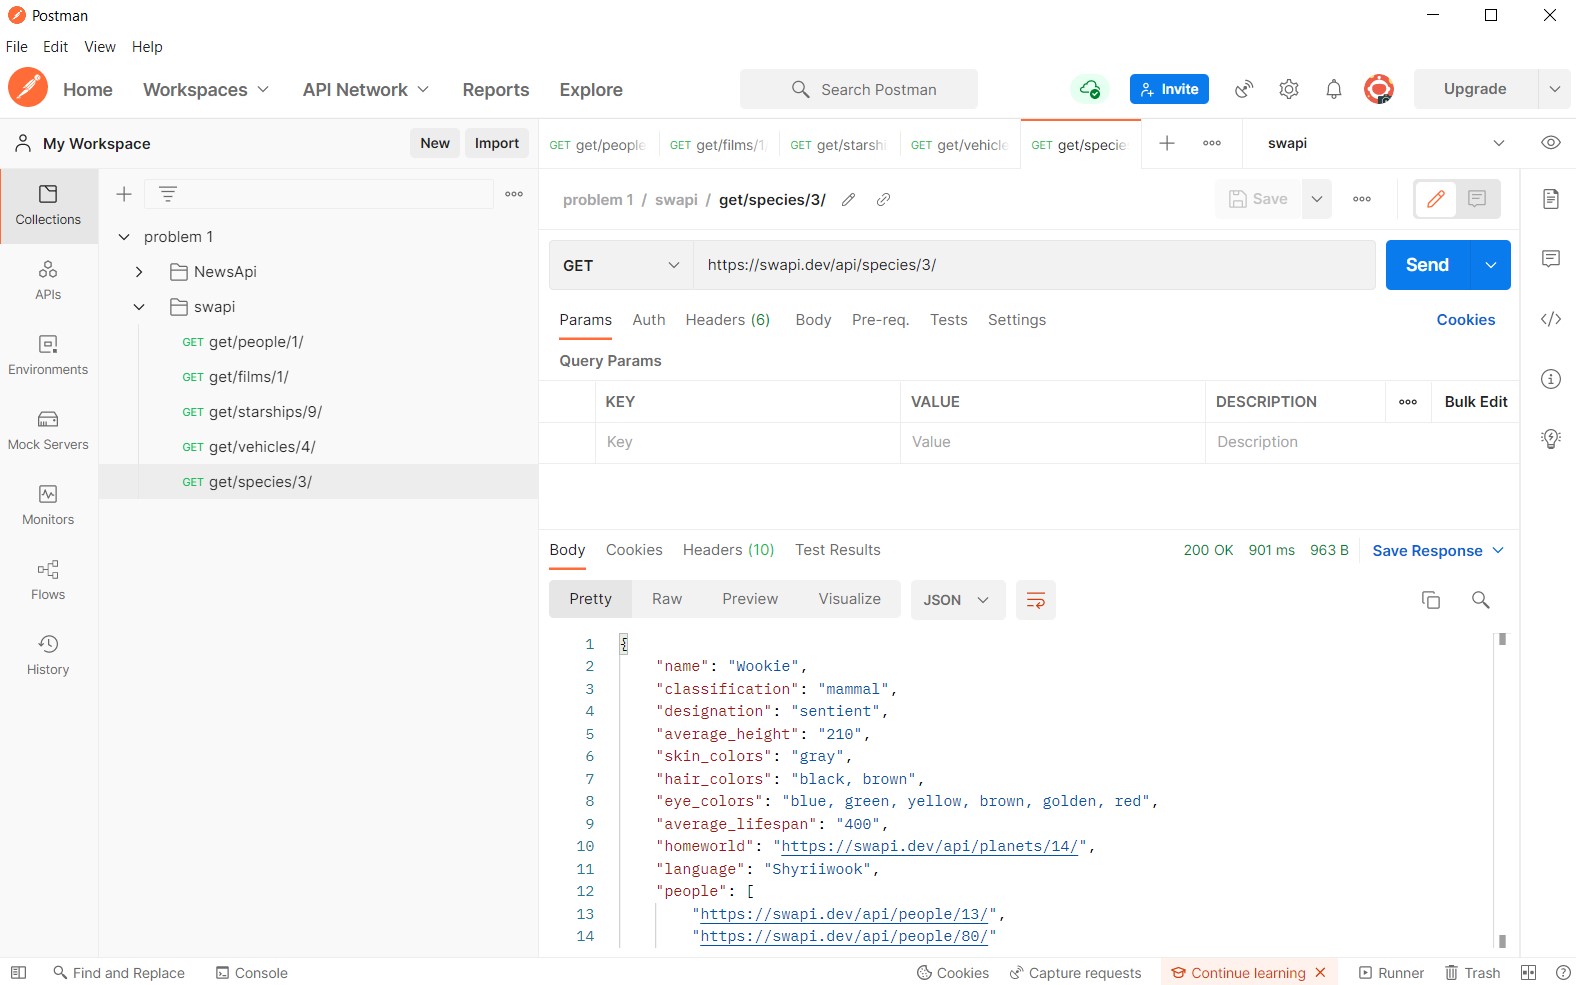 Postman
File Edit View Help
Home Workspaces API Network Reports Explore Search Postman Invite Upgrade
My Workspace New Import
GET get/people GET get/films/1/ GET get/starshi GET get/vehicle GET get/specie swapi
Collections
APIs
Environments
Mock Servers
Monitors
Flows
History
problem 1
NewsApi
swapi
GET get/people/1/
GET get/films/1/
GET get/starships/9/
GET get/vehicles/4/
GET get/species/3/
problem 1 / swapi / get/species/3/ Save
GET https://swapi.dev/api/species/3/ Send
Params Auth Headers (6) Body Pre-req. Tests Settings Cookies
Query Params
KEY VALUE DESCRIPTION Bulk Edit
Key Value Description
Body Cookies Headers (10) Test Results 200 OK 901 ms 963 B Save Response
Pretty Raw Preview Visualize JSON
1 {
2 "name": "Wookie",
3 "classification": "mammal",
4 "designation": "sentient",
5 "average_height": "210",
6 "skin_colors": "gray",
7 "hair_colors": "black, brown",
8 "eye_colors": "blue, green, yellow, brown, golden, red",
9 "average_lifespan": "400",
10 "homeworld": "https://swapi.dev/api/planets/14/",
11 "language": "Shyriiwook",
12 "people": [
13 "https://swapi.dev/api/people/13/",
14 "https://swapi.dev/api/people/80/"
Find and Replace Console Cookies Capture requests Continue learning Runner Trash